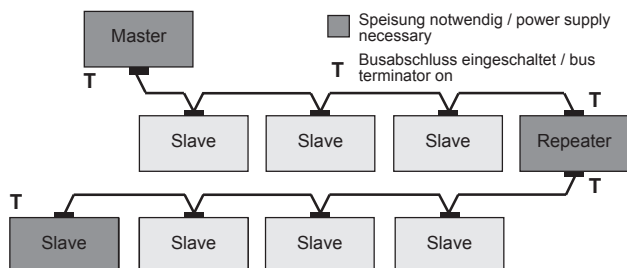 Master
Speisung notwendig / power supply
necessary
T
T Busabschluss eingeschaltet / bus
terminator on
T
Slave Slave Slave Repeater
T
T
Slave Slave Slave Slave